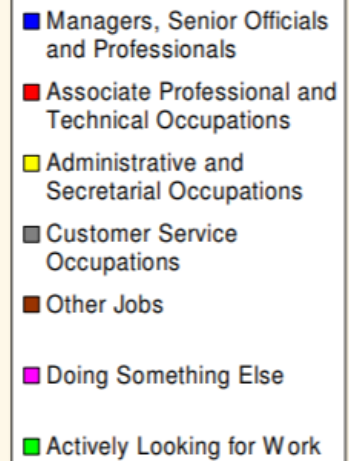 Managers, Senior Officials
and Professionals
Associate Professional and
Technical Occupations
Administrative and
Secretarial Occupations
Customer Service
Occupations
Other Jobs
Doing Something Else
Actively Looking for Work